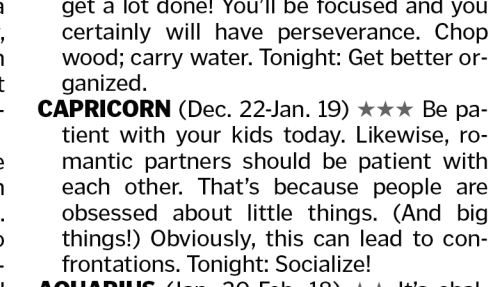 get a lot done! You'll be focused and you
certainly will have perseverance. Chop
wood; carry water. Tonight: Get better or-
ganized.
CAPRICORN (Dec. 22-Jan. 19) ★★★ Be pa-
tient with your kids today. Likewise, ro-
mantic partners should be patient with
each other. That's because people are
obsessed about little things. (And big
things!) Obviously, this can lead to con-
frontations. Tonight: Socialize!
AQUARIUS (Jan. 20-Feb. 18) ★★ It's chal-